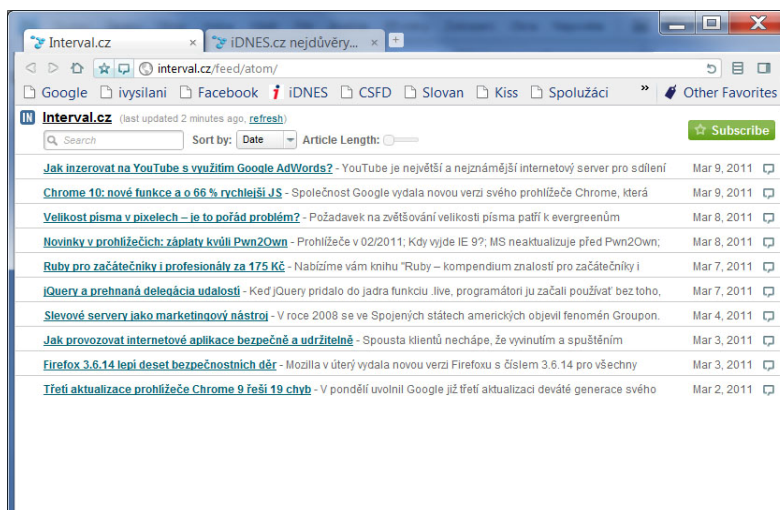 Interval.cz
iDNES.cz nejdůvěry...
interval.cz/feed/atom/
Google ivysilani Facebook iDNES CSFD Slovan Kiss Spolužáci » Other Favorites
IN Interval.cz (last updated 2 minutes ago, refresh)
Search Sort by: Date Article Length: Subscribe
Jak inzerovat na YouTube s využitím Google AdWords? - YouTube je největší a nejznámější internetový server pro sdílení Mar 9, 2011
Chrome 10: nové funkce a o 66 % rychlejší JS - Společnost Google vydala novou verzi svého prohlížeče Chrome, která Mar 9, 2011
Velikost písma v pixelech – je to pořád problém? - Požadavek na zvětšování velikosti písma patří k evergreenům Mar 8, 2011
Novinky v prohlížečích: záplaty kvůli Pwn2Own - Prohlížeče v 02/2011; Kdy vyjde IE 9?; MS neaktualizuje před Pwn2Own; Mar 8, 2011
Ruby pro začátečníky i profesionály za 175 Kč - Nabízíme vám knihu "Ruby – kompendium znalostí pro začátečníky i Mar 7, 2011
jQuery a prehnaná delegácia udalostí - Keď jQuery pridalo do jadra funkciu .live, programátori ju začali používať bez toho, Mar 7, 2011
Slevové servery jako marketingový nástroj - V roce 2008 se ve Spojených státech amerických objevil fenomén Groupon. Mar 4, 2011
Jak provozovat internetové aplikace bezpečně a udržitelně - Spousta klientů nechápe, že vyvinutím a spuštěním Mar 3, 2011
Firefox 3.6.14 lepí deset bezpečnostních děr - Mozilla v úterý vydala novou verzi Firefoxu s číslem 3.6.14 pro všechny Mar 3, 2011
Třetí aktualizace prohlížeče Chrome 9 řeší 19 chyb - V pondělí uvolnil Google již třetí aktualizaci deváté generace svého Mar 2, 2011